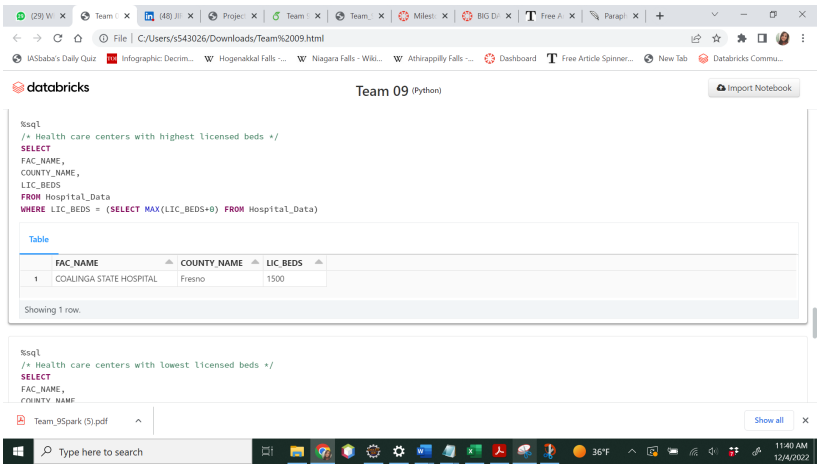 (29) W
Team 0
(48) JII
Project
Team
Team_S
Milest
BIG DA
Free A
Paraph
File | C:/Users/s543026/Downloads/Team%2009.html
IASbaba's Daily Quiz
Infographic: Decrim...
Hogenakkal Falls -...
Niagara Falls - Wiki...
Athirappilly Falls -...
Dashboard
Free Article Spinner...
New Tab
Databricks Commu...
databricks
Team 09 (Python)
Import Notebook
%sql
/* Health care centers with highest licensed beds */
SELECT
FAC_NAME,
COUNTY_NAME,
LIC_BEDS
FROM Hospital_Data
WHERE LIC_BEDS = (SELECT MAX(LIC_BEDS+0) FROM Hospital_Data)
Table
FAC_NAME COUNTY_NAME LIC_BEDS
1 COALINGA STATE HOSPITAL Fresno 1500
Showing 1 row.
%sql
/* Health care centers with lowest licensed beds */
SELECT
FAC_NAME,
COUNTY_NAME
Team_9Spark (5).pdf
Show all
Type here to search
36°F
11:40 AM
12/4/2022